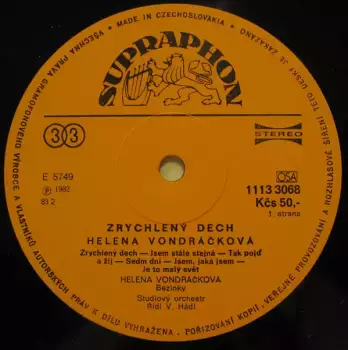 • MADE IN CZECHOSLOVAKIA •
VŠECHNA PRÁVA GRAMOFONOVÉHO VÝROBCE A VLASTNÍKŮ AUTORSKÝCH PRÁV K DÍLU VYHRAŽENA. POŘIZOVÁNÍ KOPIÍ, VEŘEJNÉ PROVOZOVÁNÍ A ROZHLASOVÉ ŠÍŘENÍ TÉTO DESKY JE ZAKÁZÁNO
SUPRAPHON
33
STEREO
E 5749
℗ 1982
83 2
OSA
1113 3068
Kčs 50,-
1. strana
ZRYCHLENÝ DECH
HELENA VONDRÁČKOVÁ
Zrychlený dech — Jsem stále stejná — Tak pojď
a žij — Sedm dní — Jsem, jaká jsem —
Je to malý svět
HELENA VONDRÁČKOVÁ
Bezinky
Studiový orchestr
Řídí V. Hádl